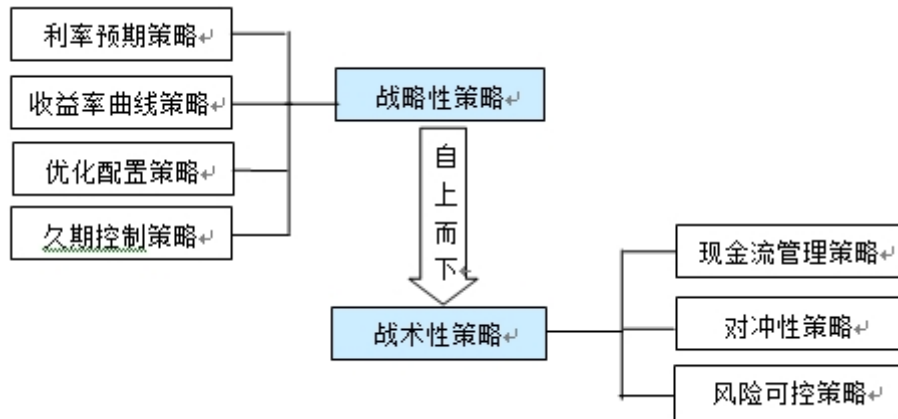 利率预期策略
收益率曲线策略
优化配置策略
久期控制策略
战略性策略
自上而下
战术性策略
现金流管理策略
对冲性策略
风险可控策略